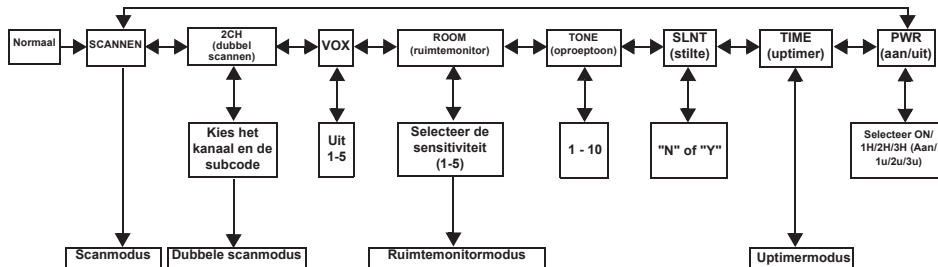 Normaal
SCANNEN
2CH
(dubbel
scannen)
VOX
ROOM
(ruimtemonitor)
TONE
(oproeptoon)
SLNT
(stilte)
TIME
(uptimer)
PWR
(aan/uit)
Kies het
kanaal en de
subcode
Uit
1-5
Selecteer de
sensitiviteit
(1-5)
1 - 10
"N" of "Y"
Selecteer ON/
1H/2H/3H (Aan/
1u/2u/3u)
Scanmodus
Dubbele scanmodus
Ruimtemonitormodus
Uptimermodus